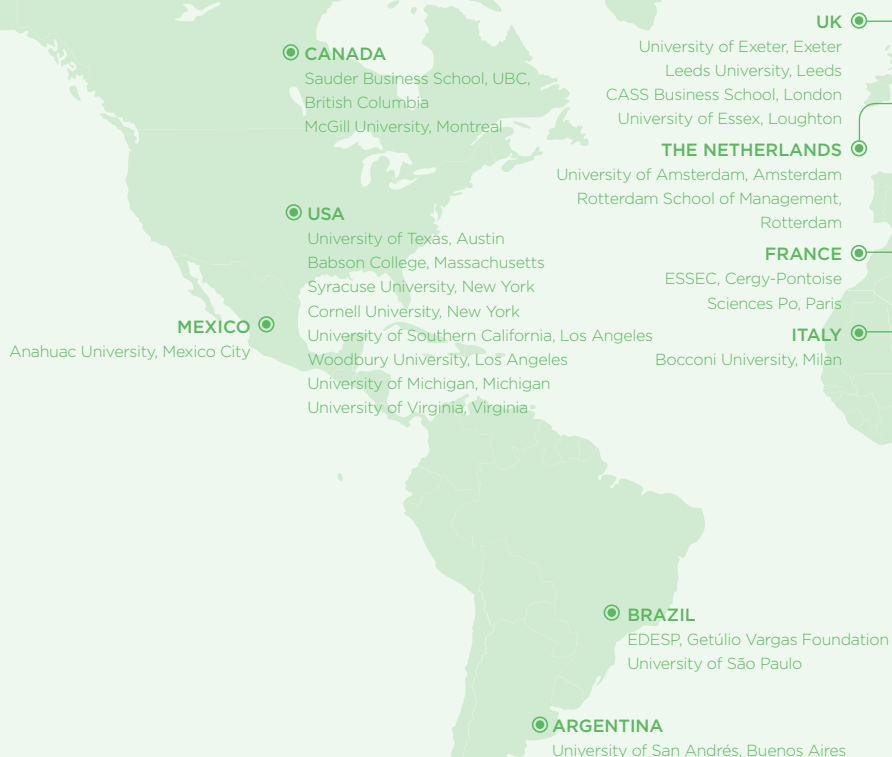 CANADA
Sauder Business School, UBC,
British Columbia
McGill University, Montreal
USA
University of Texas, Austin
Babson College, Massachusetts
Syracuse University, New York
Cornell University, New York
University of Southern California, Los Angeles
Woodbury University, Los Angeles
University of Michigan, Michigan
University of Virginia, Virginia
MEXICO
Anahuac University, Mexico City
UK
University of Exeter, Exeter
Leeds University, Leeds
CASS Business School, London
University of Essex, Loughton
THE NETHERLANDS
University of Amsterdam, Amsterdam
Rotterdam School of Management,
Rotterdam
FRANCE
ESSEC, Cergy-Pontoise
Sciences Po, Paris
ITALY
Bocconi University, Milan
BRAZIL
EDESP, Getúlio Vargas Foundation
University of São Paulo
ARGENTINA
University of San Andrés, Buenos Aires